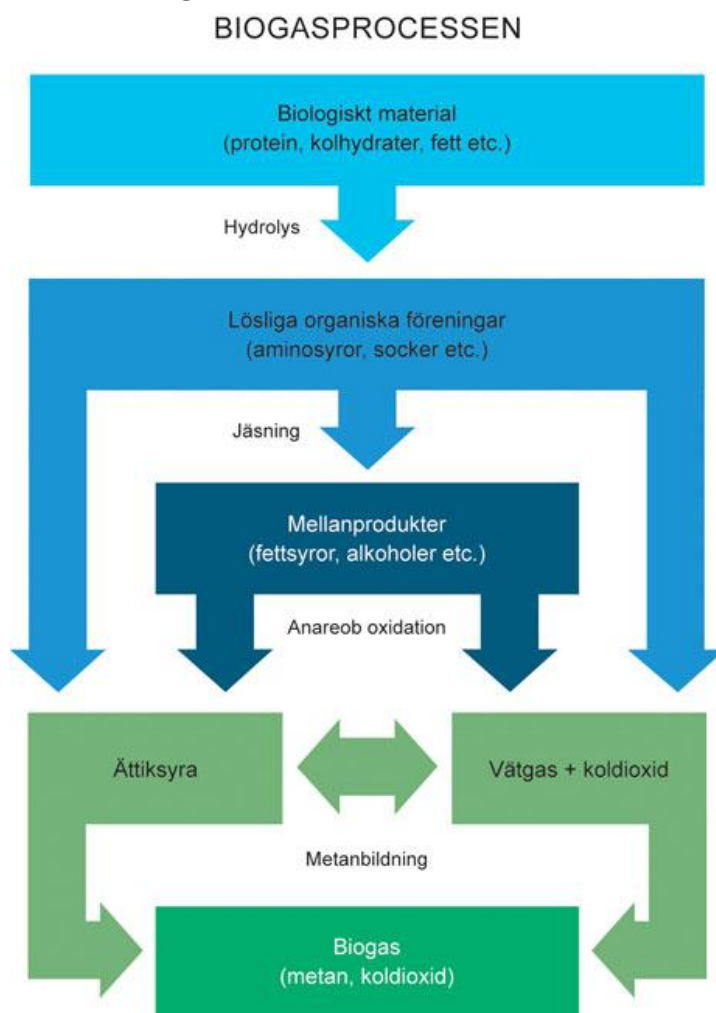 BIOGASPROCESSEN
Biologiskt material
(protein, kolhydrater, fett etc.)
Hydrolys
Lösliga organiska föreningar
(aminosyror, socker etc.)
Jäsning
Mellanprodukter
(fettsyror, alkoholer etc.)
Anareob oxidation
Ättiksyra
Vätgas + koldioxid
Metanbildning
Biogas
(metan, koldioxid)